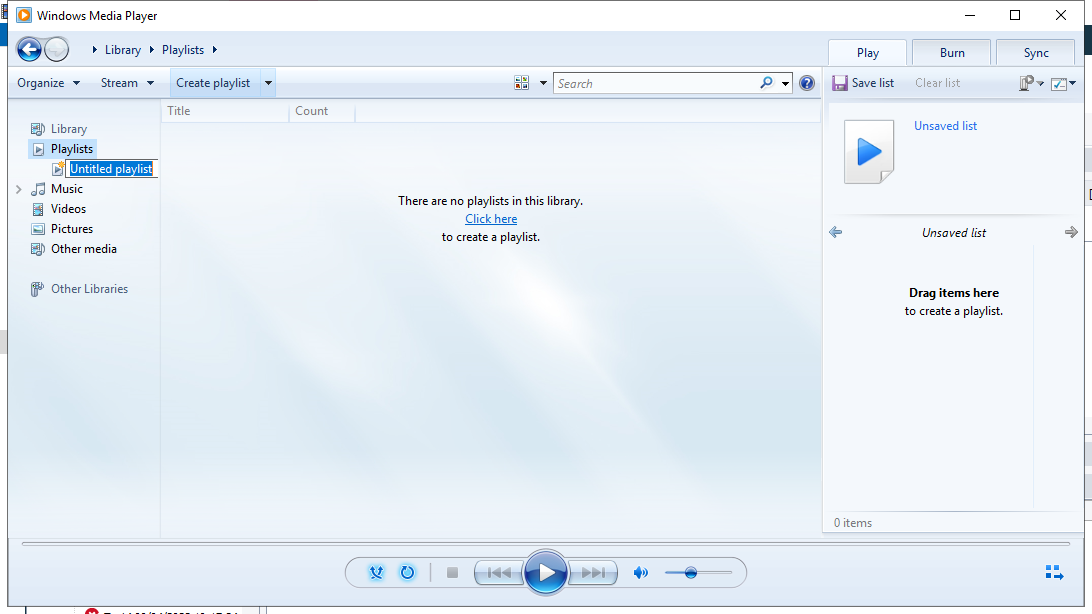 Windows Media Player
Library Playlists
Play Burn Sync
Organize Stream Create playlist Search Save list Clear list
Title Count
Library
Playlists
Untitled playlist
Music
Videos
Pictures
Other media
Other Libraries
There are no playlists in this library.
Click here
to create a playlist.
Unsaved list
Unsaved list
Drag items here
to create a playlist.
0 items